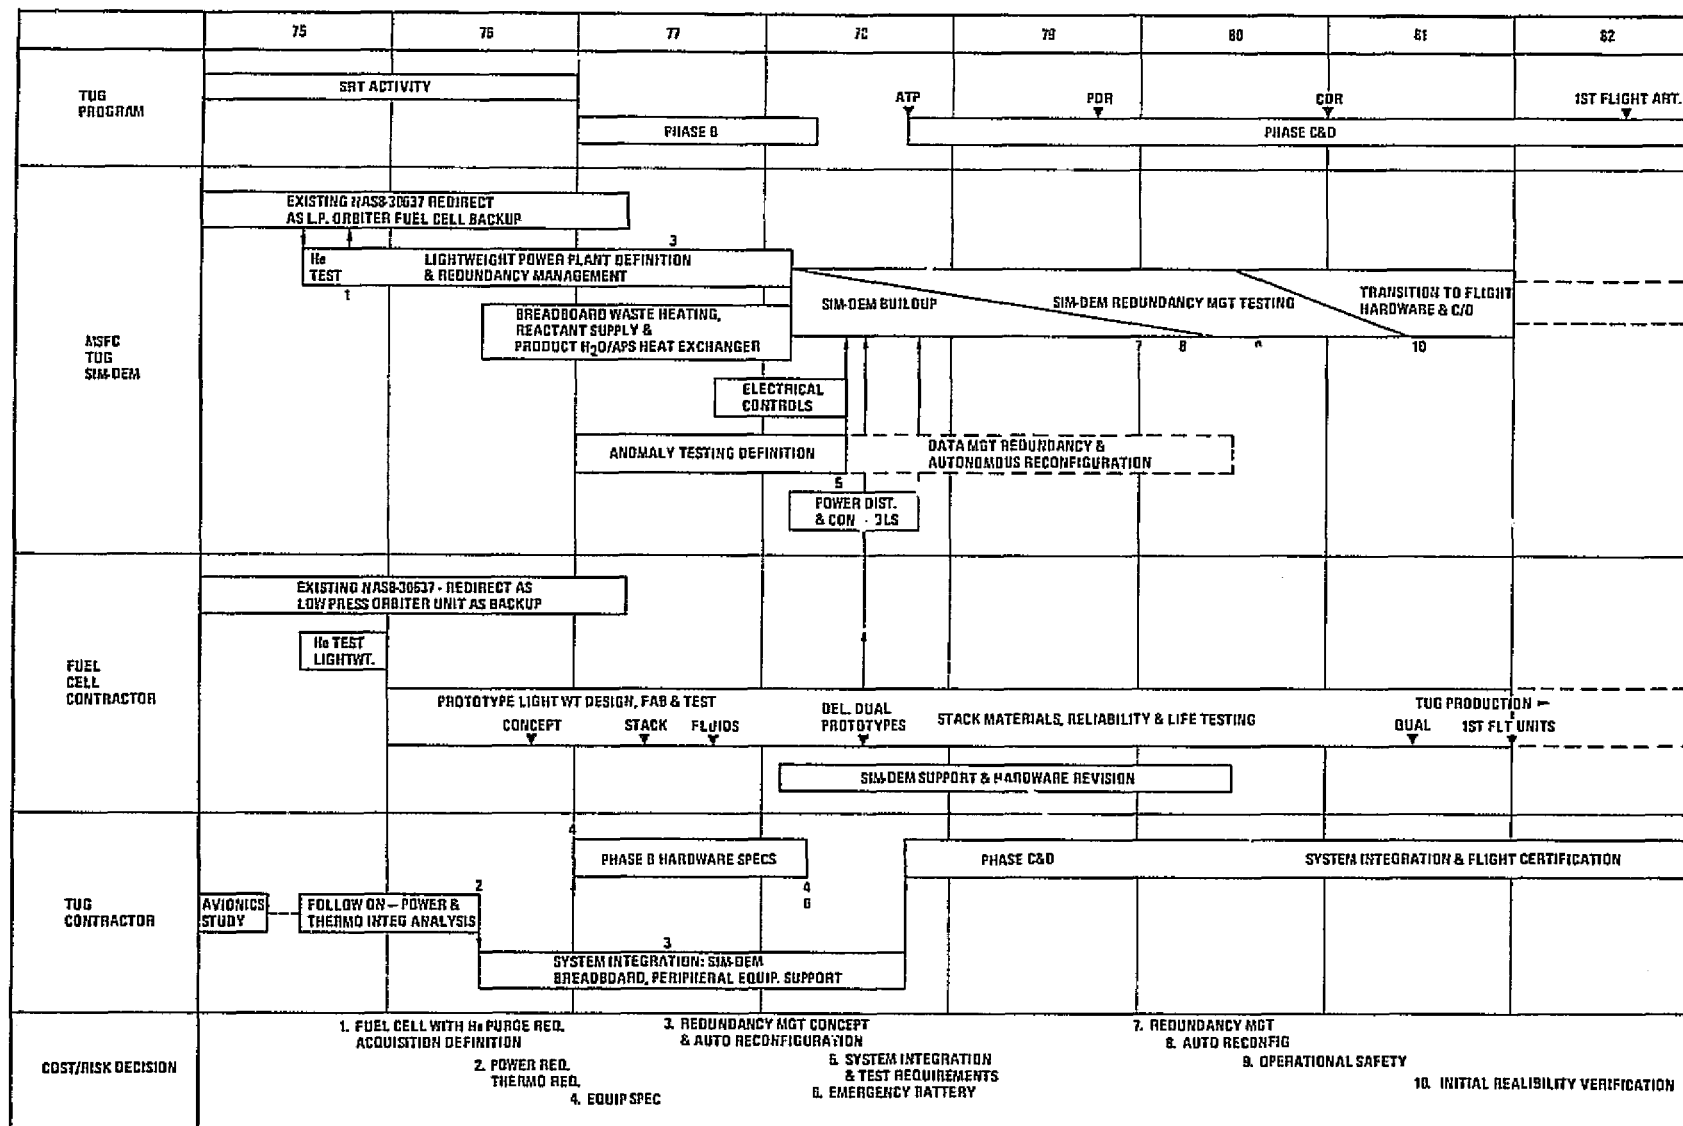 75 76 77 78 79 80 81 82
TUG
PROGRAM
SRT ACTIVITY
PHASE B
ATP
PDR
CDR
1ST FLIGHT ART.
PHASE C&D
MSFC
TUG
SIM-DEM
EXISTING NAS8-30637 REDIRECT
AS L.P. ORBITER FUEL CELL BACKUP
He
TEST
1
3
LIGHTWEIGHT POWER PLANT DEFINITION
& REDUNDANCY MANAGEMENT
BREADBOARD WASTE HEATING,
REACTANT SUPPLY &
PRODUCT H2O/APS HEAT EXCHANGER
SIM-DEM BUILDUP
SIM-DEM REDUNDANCY MGT TESTING
TRANSITION TO FLIGHT
HARDWARE & C/O
7 8 10
ELECTRICAL
CONTROLS
ANOMALY TESTING DEFINITION
DATA MGT REDUNDANCY &
AUTONOMOUS RECONFIGURATION
5
POWER DIST.
&
FUEL
CELL
CONTRACTOR
EXISTING NAS8-30637 - REDIRECT AS
LOW PRESS ORBITER UNIT AS BACKUP
He TEST
LIGHTWT.
PROTOTYPE LIGHT WT DESIGN, FAB & TEST
CONCEPT
STACK
FLUIDS
DEL. DUAL
PROTOTYPES
STACK MATERIALS, RELIABILITY & LIFE TESTING
TUG PRODUCTION
QUAL
1ST FLT UNITS
SIM-DEM SUPPORT & HARDWARE REVISION
TUG
CONTRACTOR
4
PHASE B HARDWARE SPECS
4
6
PHASE C&D
SYSTEM INTEGRATION & FLIGHT CERTIFICATION
AVIONICS
STUDY
2
FOLLOW ON – POWER &
THERMO INTEG ANALYSIS
3
SYSTEM INTEGRATION: SIM-DEM
BREADBOARD, PERIPHERAL EQUIP. SUPPORT
COST/RISK DECISION
1. FUEL CELL WITH He PURGE REQ.
ACQUISITION DEFINITION
2. POWER REQ.
THERMO REQ.
3. REDUNDANCY MGT CONCEPT
& AUTO RECONFIGURATION
4. EQUIP SPEC
5. SYSTEM INTEGRATION
& TEST REQUIREMENTS
6. EMERGENCY BATTERY
7. REDUNDANCY MGT
8. AUTO RECONFIG
9. OPERATIONAL SAFETY
10. INITIAL REALIBILITY VERIFICATION